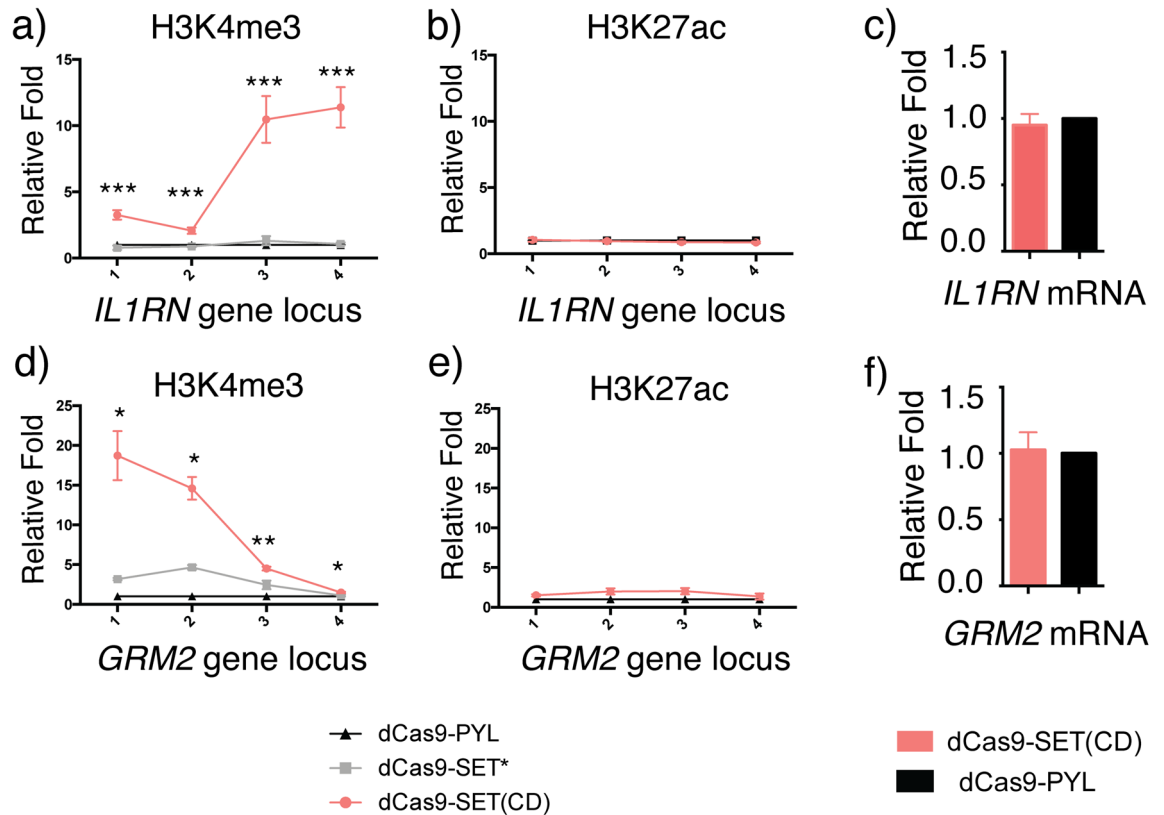 a)
H3K4me3
Relative Fold
15
10
5
0
***
***
***
***
1
2
3
4
IL1RN gene locus
b)
H3K27ac
Relative Fold
15
10
5
0
1
2
3
4
IL1RN gene locus
c)
Relative Fold
1.5
1.0
0.5
0.0
IL1RN mRNA
d)
H3K4me3
Relative Fold
25
20
15
10
5
0
*
*
**
*
1
2
3
4
GRM2 gene locus
e)
H3K27ac
Relative Fold
25
20
15
10
5
0
1
2
3
4
GRM2 gene locus
f)
Relative Fold
1.5
1.0
0.5
0.0
GRM2 mRNA
dCas9-PYL
dCas9-SET*
dCas9-SET(CD)
dCas9-SET(CD)
dCas9-PYL